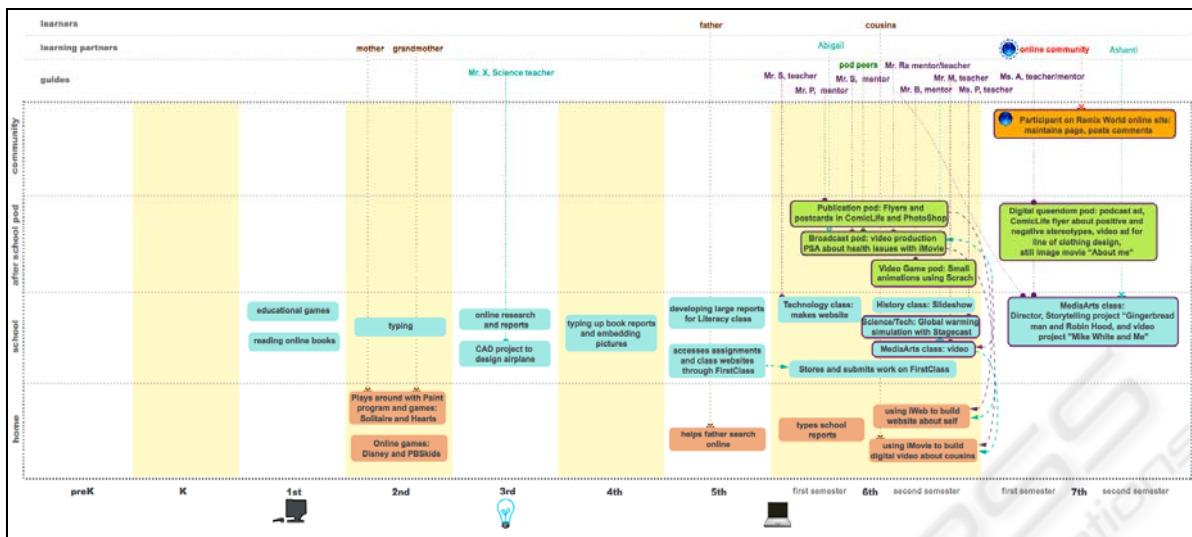 learners
father
cousins
learning partners
mother
grandmother
Abigail
online community
Ashanti
guides
Mr. X, Science teacher
pod peers
Mr. Ra mentor/teacher
Mr. S, teacher
Mr. S, mentor
Mr. M, teacher
Ms. A, teacher/mentor
Mr. P, mentor
Mr. B, mentor
Ms. P, teacher
community
Participant on Remix World online site:
maintains page, posts comments
after school pod
Publication pod: Flyers and
postcards in ComicLife and PhotoShop
Broadcast pod: video production
PSA about health issues with iMovie
Video Game pod: Small
animations using Scrach
Digital queendom pod: podcast ad,
ComicLife flyer about positive and
negative stereotypes, video ad for
line of clothing design,
still image movie "About me"
school
educational games
reading online books
typing
online research
and reports
CAD project to
design airplane
typing up book reports
and embedding
pictures
developing large reports
for Literacy class
accesses assignments
and class websites
through FirstClass
Technology class:
makes website
History class: Slideshow
Science/Tech: Global warming
simulation with Stagecast
MediaArts class: video
Stores and submits work on FirstClass
MediaArts class:
Director, Storytelling project "Gingerbread
man and Robin Hood, and video
project "Mike White and Me"
home
Plays around with Paint
program and games:
Solitaire and Hearts
Online games:
Disney and PBSkids
helps father search
online
types school
reports
using iWeb to build
website about self
using iMovie to build
digital video about cousins
preK
K
1st
2nd
3rd
4th
5th
first semester
6th
second semester
first semester
7th
second semester